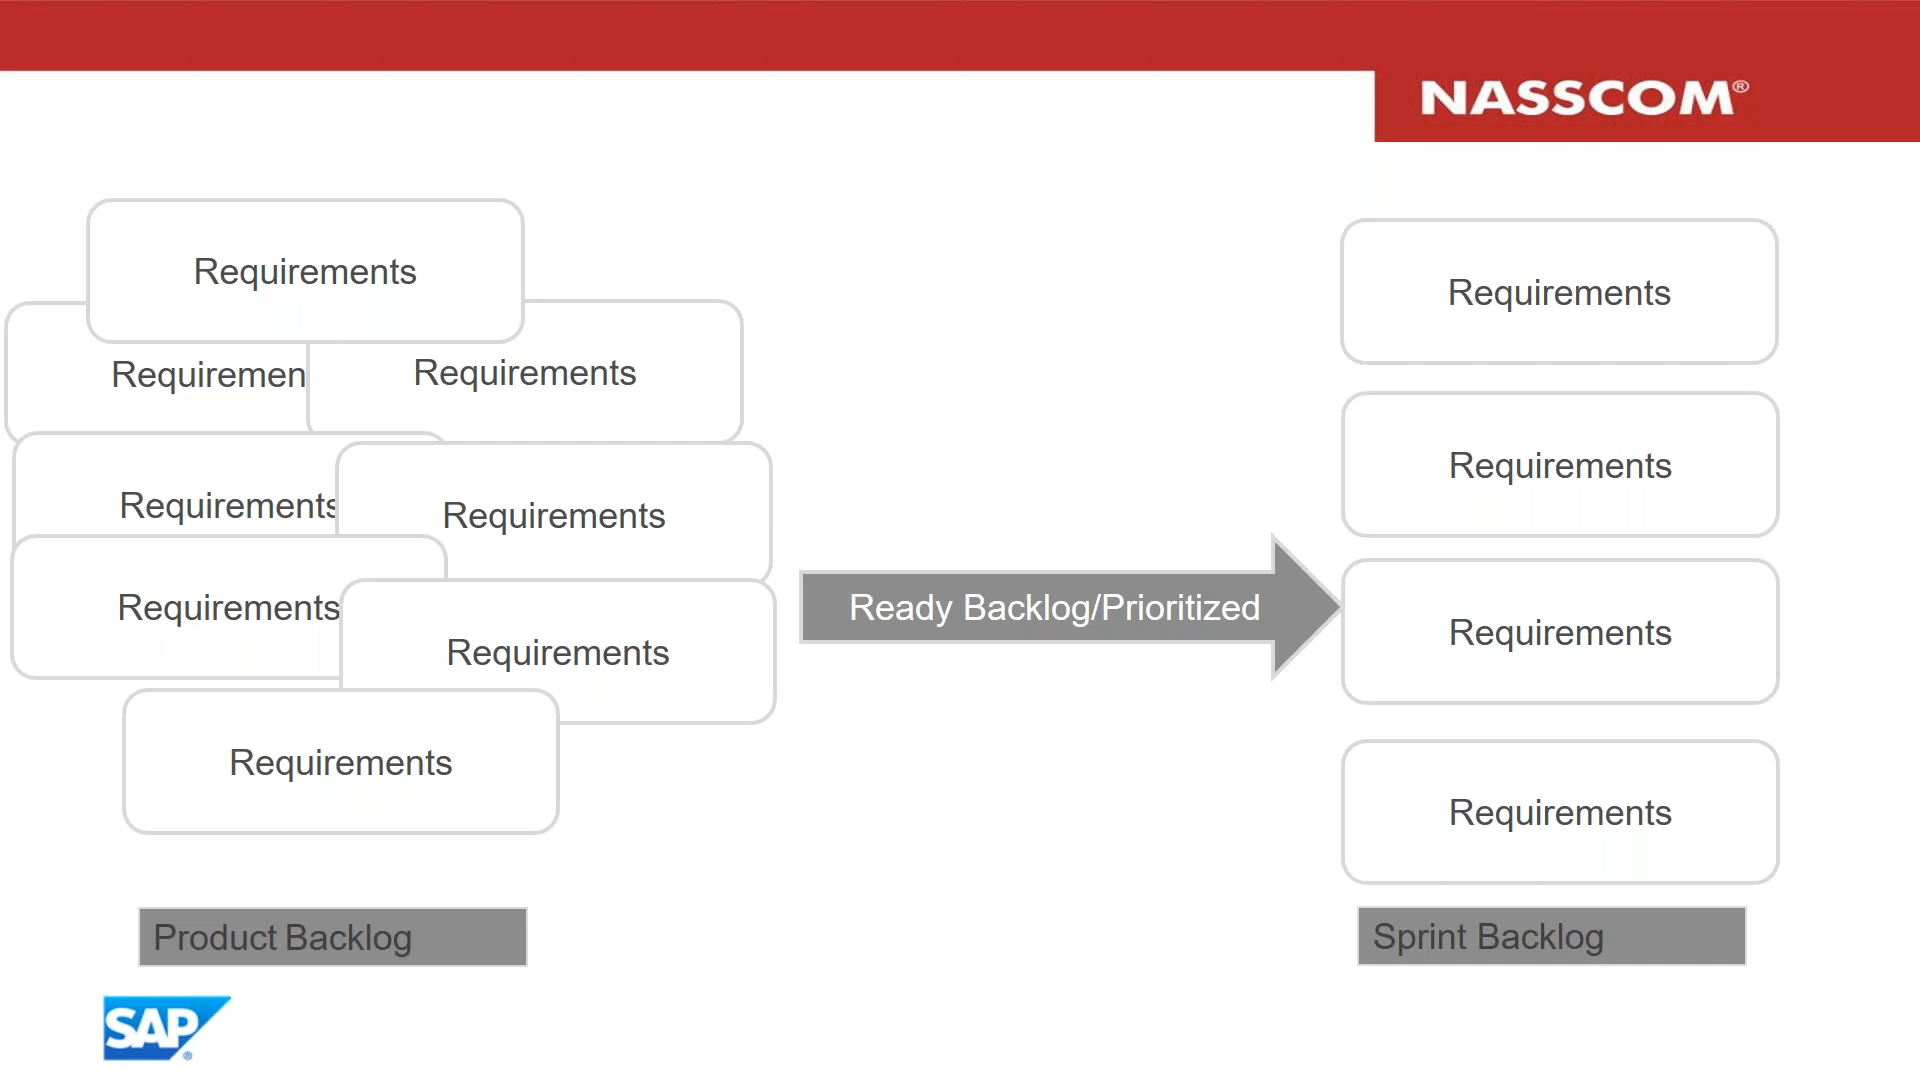 NASSCOM®
Requirements
Requiremen
Requirements
Requirements
Requirements
Requirements
Requirements
Requirements
Ready Backlog/Prioritized
Requirements
Requirements
Requirements
Requirements
Product Backlog
Sprint Backlog
SAP®